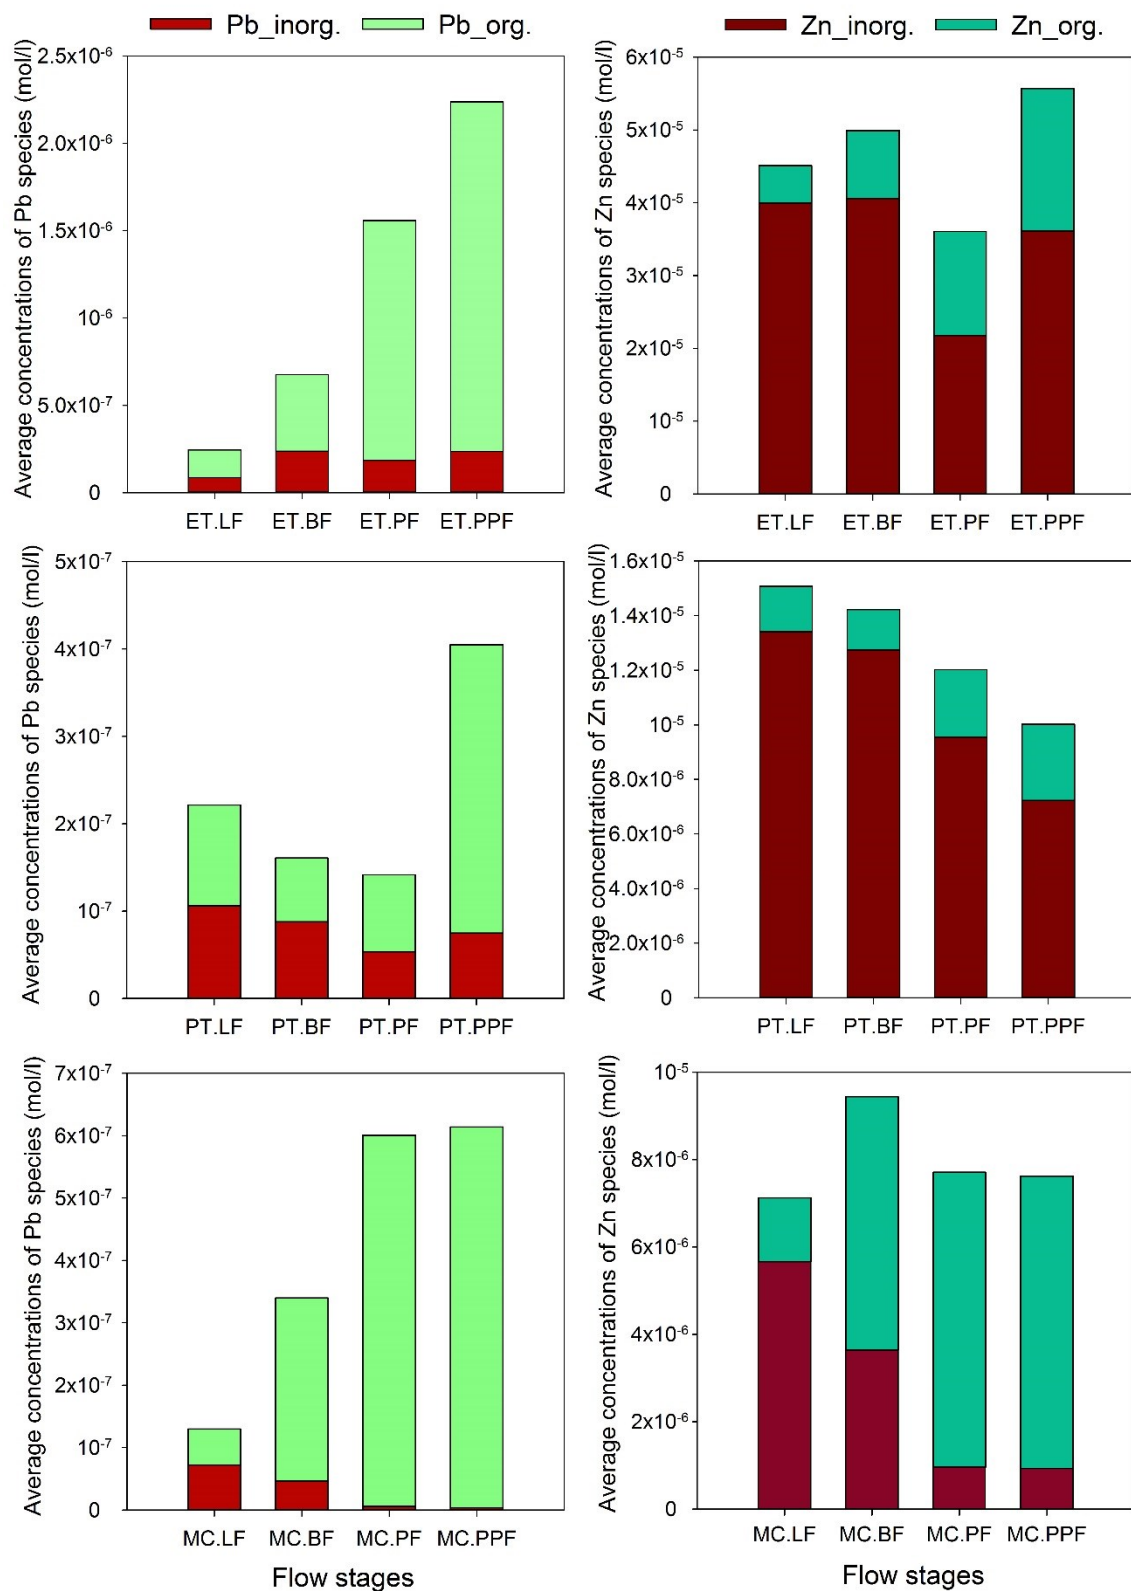 Pb_inorg. Pb_org.
Average concentrations of Pb species (mol/l)
2.5x10⁻⁶
2.0x10⁻⁶
1.5x10⁻⁶
10⁻⁶
5.0x10⁻⁷
0
ET.LF ET.BF ET.PF ET.PPF
Zn_inorg. Zn_org.
Average concentrations of Zn species (mol/l)
6x10⁻⁵
5x10⁻⁵
4x10⁻⁵
3x10⁻⁵
2x10⁻⁵
10⁻⁵
0
ET.LF ET.BF ET.PF ET.PPF
Average concentrations of Pb species (mol/l)
5x10⁻⁷
4x10⁻⁷
3x10⁻⁷
2x10⁻⁷
10⁻⁷
0
PT.LF PT.BF PT.PF PT.PPF
Average concentrations of Zn species (mol/l)
1.6x10⁻⁵
1.4x10⁻⁵
1.2x10⁻⁵
10⁻⁵
8.0x10⁻⁶
6.0x10⁻⁶
4.0x10⁻⁶
2.0x10⁻⁶
0
PT.LF PT.BF PT.PF PT.PPF
Average concentrations of Pb species (mol/l)
7x10⁻⁷
6x10⁻⁷
5x10⁻⁷
4x10⁻⁷
3x10⁻⁷
2x10⁻⁷
10⁻⁷
0
MC.LF MC.BF MC.PF MC.PPF
Flow stages
Average concentrations of Zn species (mol/l)
10⁻⁵
8x10⁻⁶
6x10⁻⁶
4x10⁻⁶
2x10⁻⁶
0
MC.LF MC.BF MC.PF MC.PPF
Flow stages